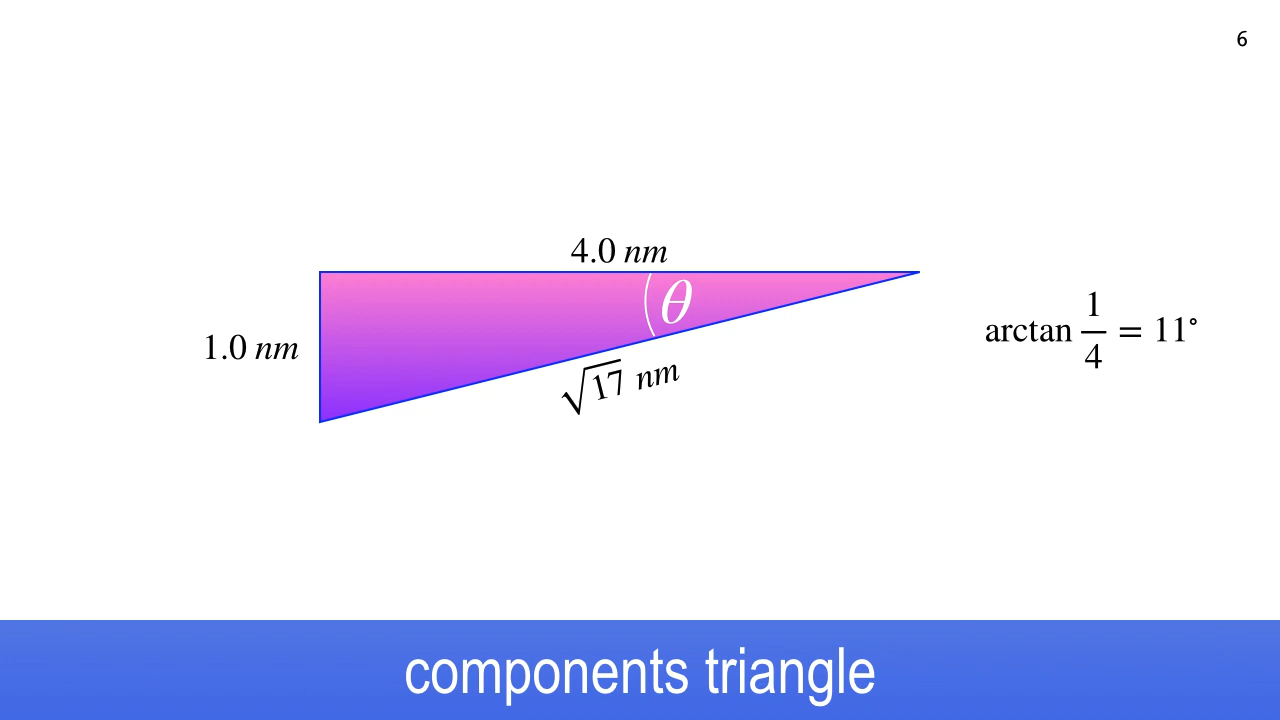 6
4.0 nm
θ
1.0 nm
√17 nm
arctan 1/4 = 11°
components triangle